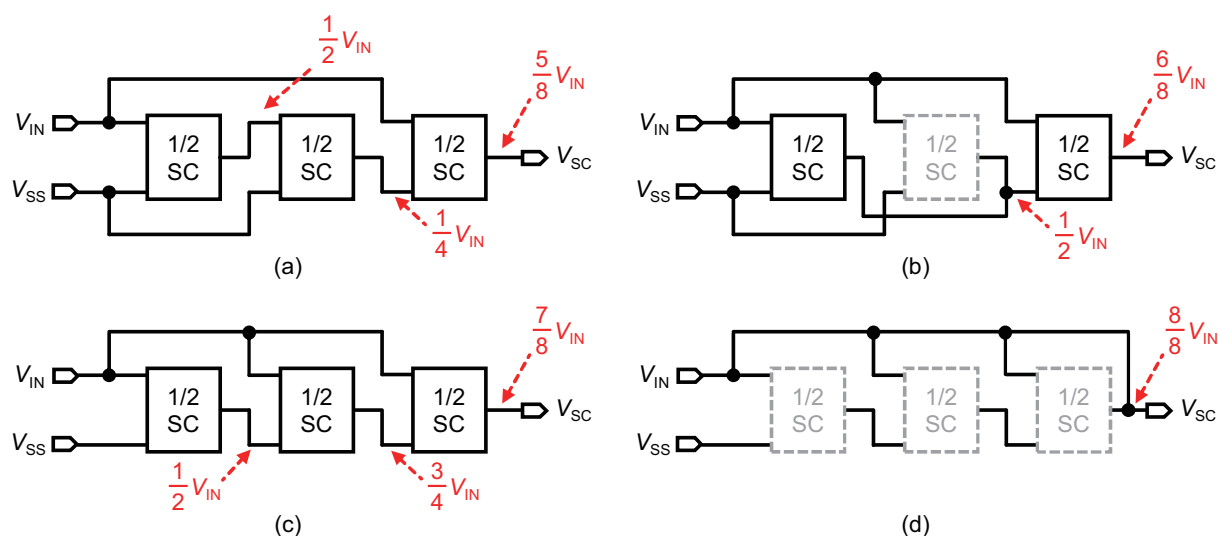 1/2 V_IN
5/8 V_IN
V_IN
1/2 SC
1/2 SC
1/2 SC
V_SC
V_SS
1/4 V_IN
(a)
6/8 V_IN
V_IN
1/2 SC
1/2 SC
1/2 SC
V_SC
V_SS
1/2 V_IN
(b)
7/8 V_IN
V_IN
1/2 SC
1/2 SC
1/2 SC
V_SC
V_SS
1/2 V_IN
3/4 V_IN
(c)
8/8 V_IN
V_IN
1/2 SC
1/2 SC
1/2 SC
V_SC
V_SS
(d)